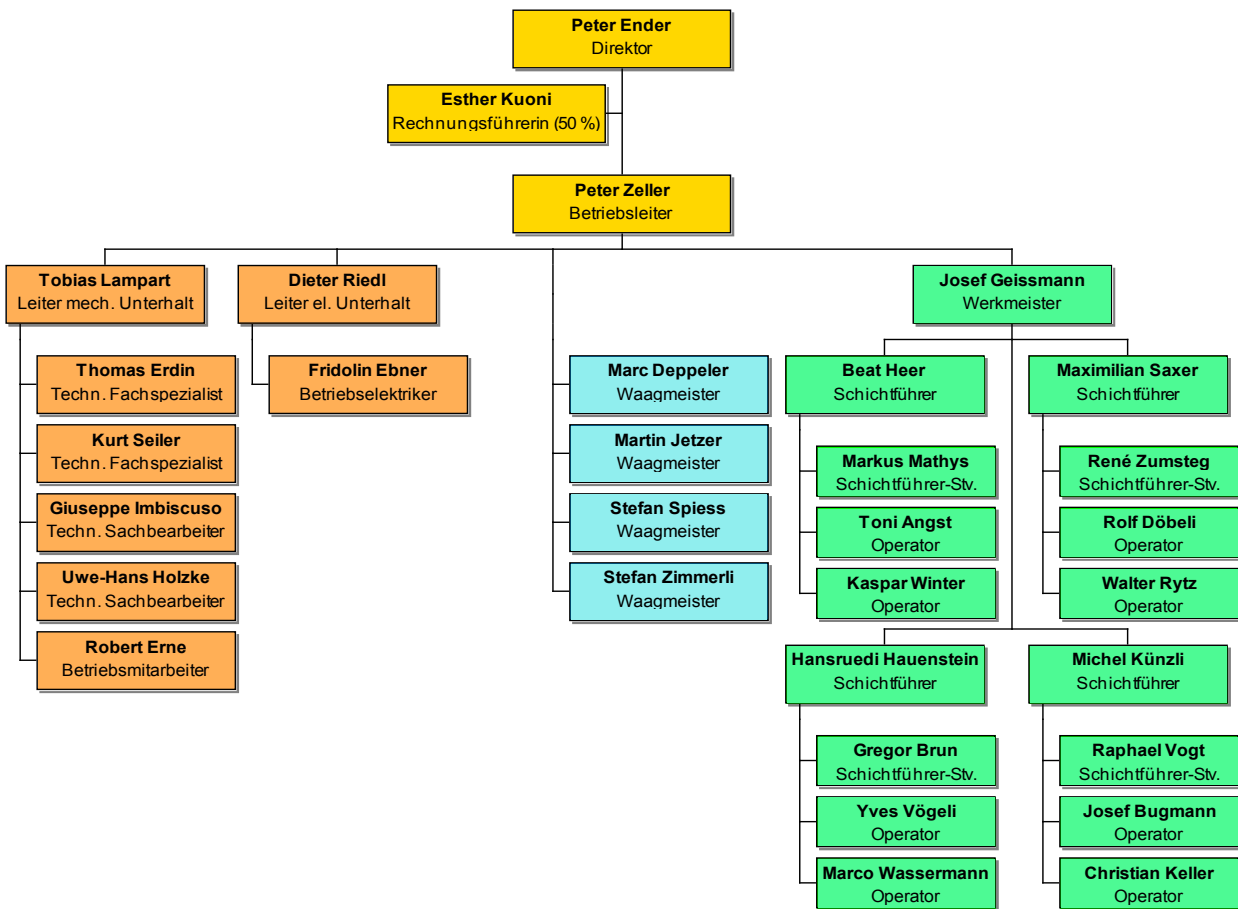 Peter Ender
Direktor
Esther Kuoni
Rechnungsführerin (50 %)
Peter Zeller
Betriebsleiter
Tobias Lampart
Leiter mech. Unterhalt
Dieter Riedl
Leiter el. Unterhalt
Josef Geissmann
Werkmeister
Thomas Erdin
Techn. Fachspezialist
Kurt Seiler
Techn. Fachspezialist
Giuseppe Imbiscuso
Techn. Sachbearbeiter
Uwe-Hans Holzke
Techn. Sachbearbeiter
Robert Erne
Betriebsmitarbeiter
Fridolin Ebner
Betriebselektriker
Marc Deppeler
Waagmeister
Martin Jetzer
Waagmeister
Stefan Spiess
Waagmeister
Stefan Zimmerli
Waagmeister
Beat Heer
Schichtführer
Markus Mathys
Schichtführer-Stv.
Toni Angst
Operator
Kaspar Winter
Operator
Maximilian Saxer
Schichtführer
René Zumsteg
Schichtführer-Stv.
Rolf Döbeli
Operator
Walter Rytz
Operator
Hansruedi Hauenstein
Schichtführer
Gregor Brun
Schichtführer-Stv.
Yves Vögeli
Operator
Marco Wassermann
Operator
Michel Künzli
Schichtführer
Raphael Vogt
Schichtführer-Stv.
Josef Bugmann
Operator
Christian Keller
Operator